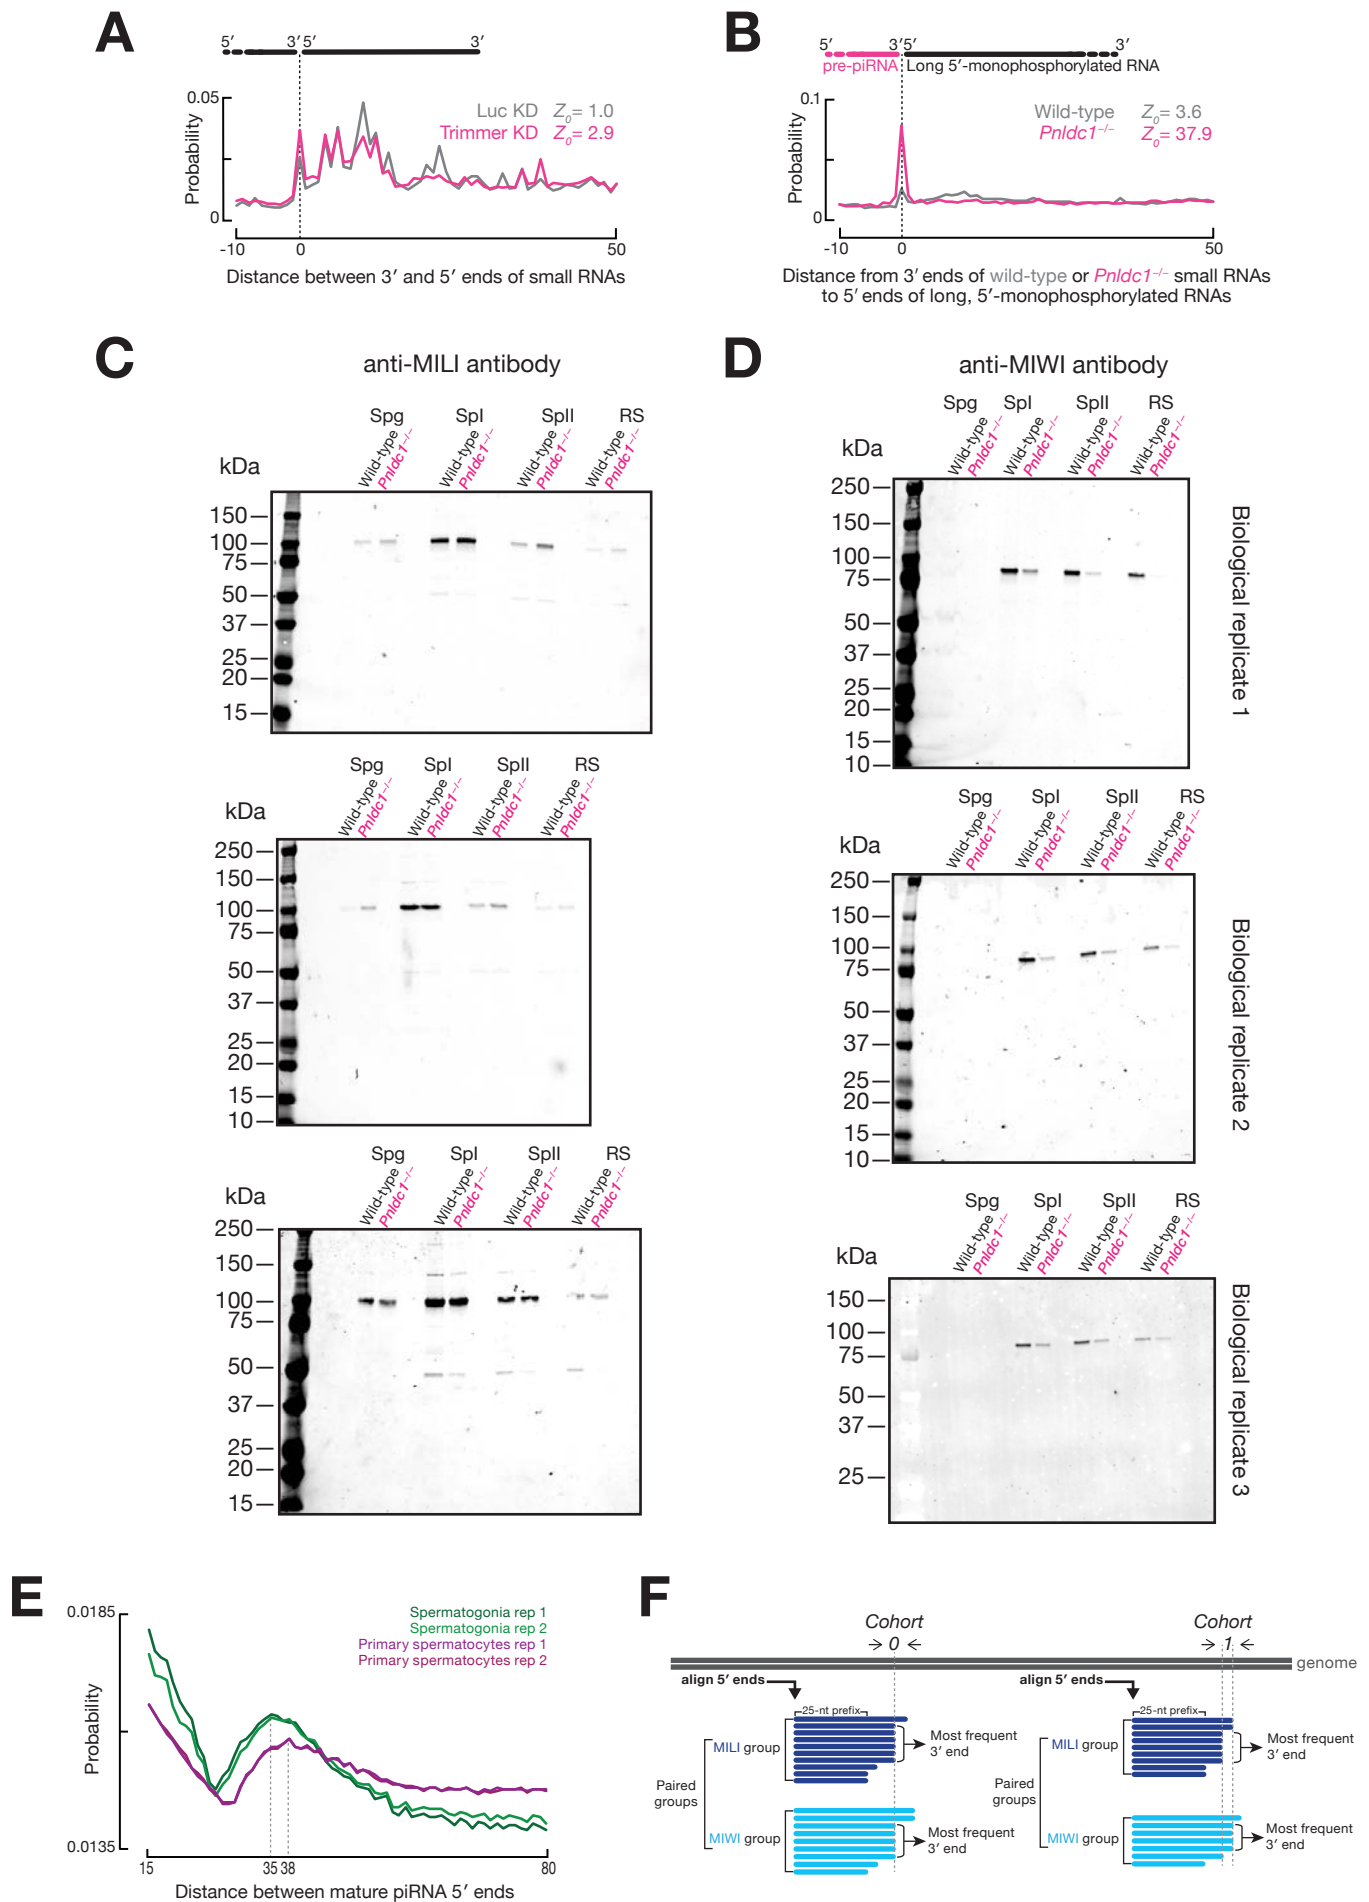 A
5′ 3′ 5′ 3′
0.05
Probability
0
Luc KD Z0= 1.0
Trimmer KD Z0= 2.9
-10 0 50
Distance between 3′ and 5′ ends of small RNAs
B
5′ 3′5′ 3′
pre-piRNA Long 5′-monophosphorylated RNA
0.1
Probability
0
Wild-type Z0= 3.6
Pnldc1−/− Z0= 37.9
-10 0 50
Distance from 3′ ends of wild-type or Pnldc1−/− small RNAs
to 5′ ends of long, 5′-monophosphorylated RNAs
C
anti-MILI antibody
Spg SpI SpII RS
Wild-type Pnldc1−/− Wild-type Pnldc1−/− Wild-type Pnldc1−/− Wild-type Pnldc1−/−
kDa
150
100
75
50
37
25
20
15
Spg SpI SpII RS
Wild-type Pnldc1−/− Wild-type Pnldc1−/− Wild-type Pnldc1−/− Wild-type Pnldc1−/−
kDa
250
150
100
75
50
37
25
20
15
10
Spg SpI SpII RS
Wild-type Pnldc1−/− Wild-type Pnldc1−/− Wild-type Pnldc1−/− Wild-type Pnldc1−/−
kDa
250
150
100
75
50
37
25
20
15
D
anti-MIWI antibody
Spg SpI SpII RS
Wild-type Pnldc1−/− Wild-type Pnldc1−/− Wild-type Pnldc1−/− Wild-type Pnldc1−/−
kDa
250
150
100
75
50
37
25
20
15
10
Biological replicate 1
Spg SpI SpII RS
Wild-type Pnldc1−/− Wild-type Pnldc1−/− Wild-type Pnldc1−/− Wild-type Pnldc1−/−
kDa
250
150
100
75
50
37
25
20
15
10
Biological replicate 2
Spg SpI SpII RS
Wild-type Pnldc1−/− Wild-type Pnldc1−/− Wild-type Pnldc1−/− Wild-type Pnldc1−/−
kDa
150
100
75
50
37
25
Biological replicate 3
E
0.0185
Probability
0.0135
Spermatogonia rep 1
Spermatogonia rep 2
Primary spermatocytes rep 1
Primary spermatocytes rep 2
15 35 38 80
Distance between mature piRNA 5′ ends
F
Cohort Cohort
0 1
genome
align 5′ ends align 5′ ends
25-nt prefix 25-nt prefix
MILI group Most frequent
3′ end
Paired
groups
MIWI group Most frequent
3′ end
MILI group Most frequent
3′ end
Paired
groups
MIWI group Most frequent
3′ end